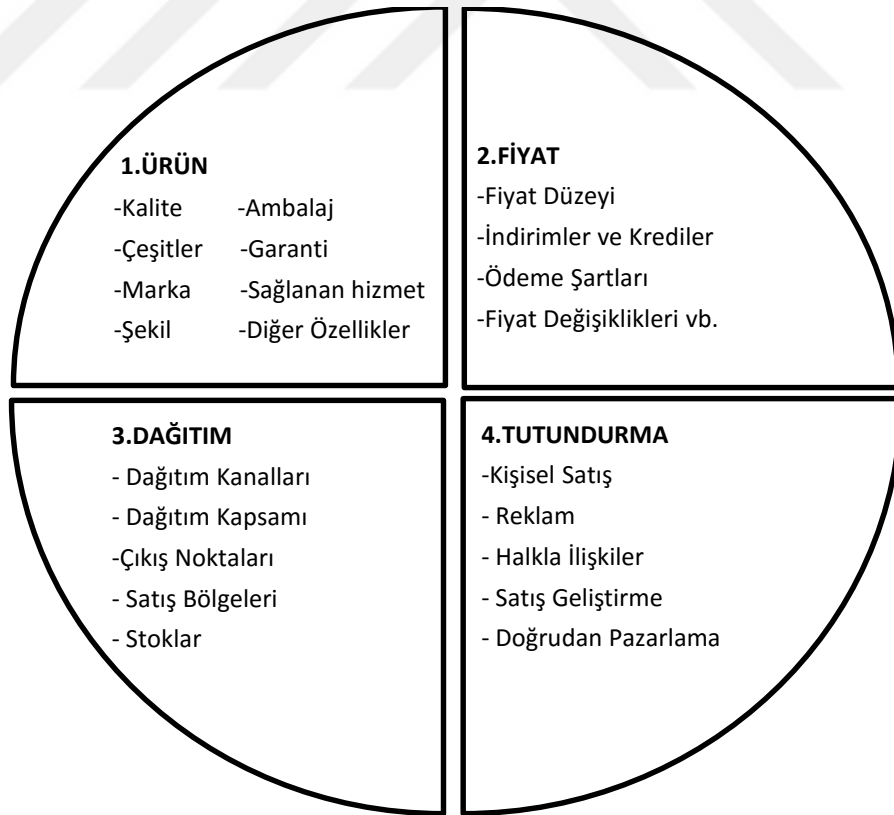 1.ÜRÜN
-Kalite -Ambalaj
-Çeşitler -Garanti
-Marka -Sağlanan hizmet
-Şekil -Diğer Özellikler
2.FİYAT
-Fiyat Düzeyi
-İndirimler ve Krediler
-Ödeme Şartları
-Fiyat Değişiklikleri vb.
3.DAĞITIM
- Dağıtım Kanalları
- Dağıtım Kapsamı
-Çıkış Noktaları
- Satış Bölgeleri
- Stoklar
4.TUTUNDURMA
-Kişisel Satış
- Reklam
- Halkla İlişkiler
- Satış Geliştirme
- Doğrudan Pazarlama